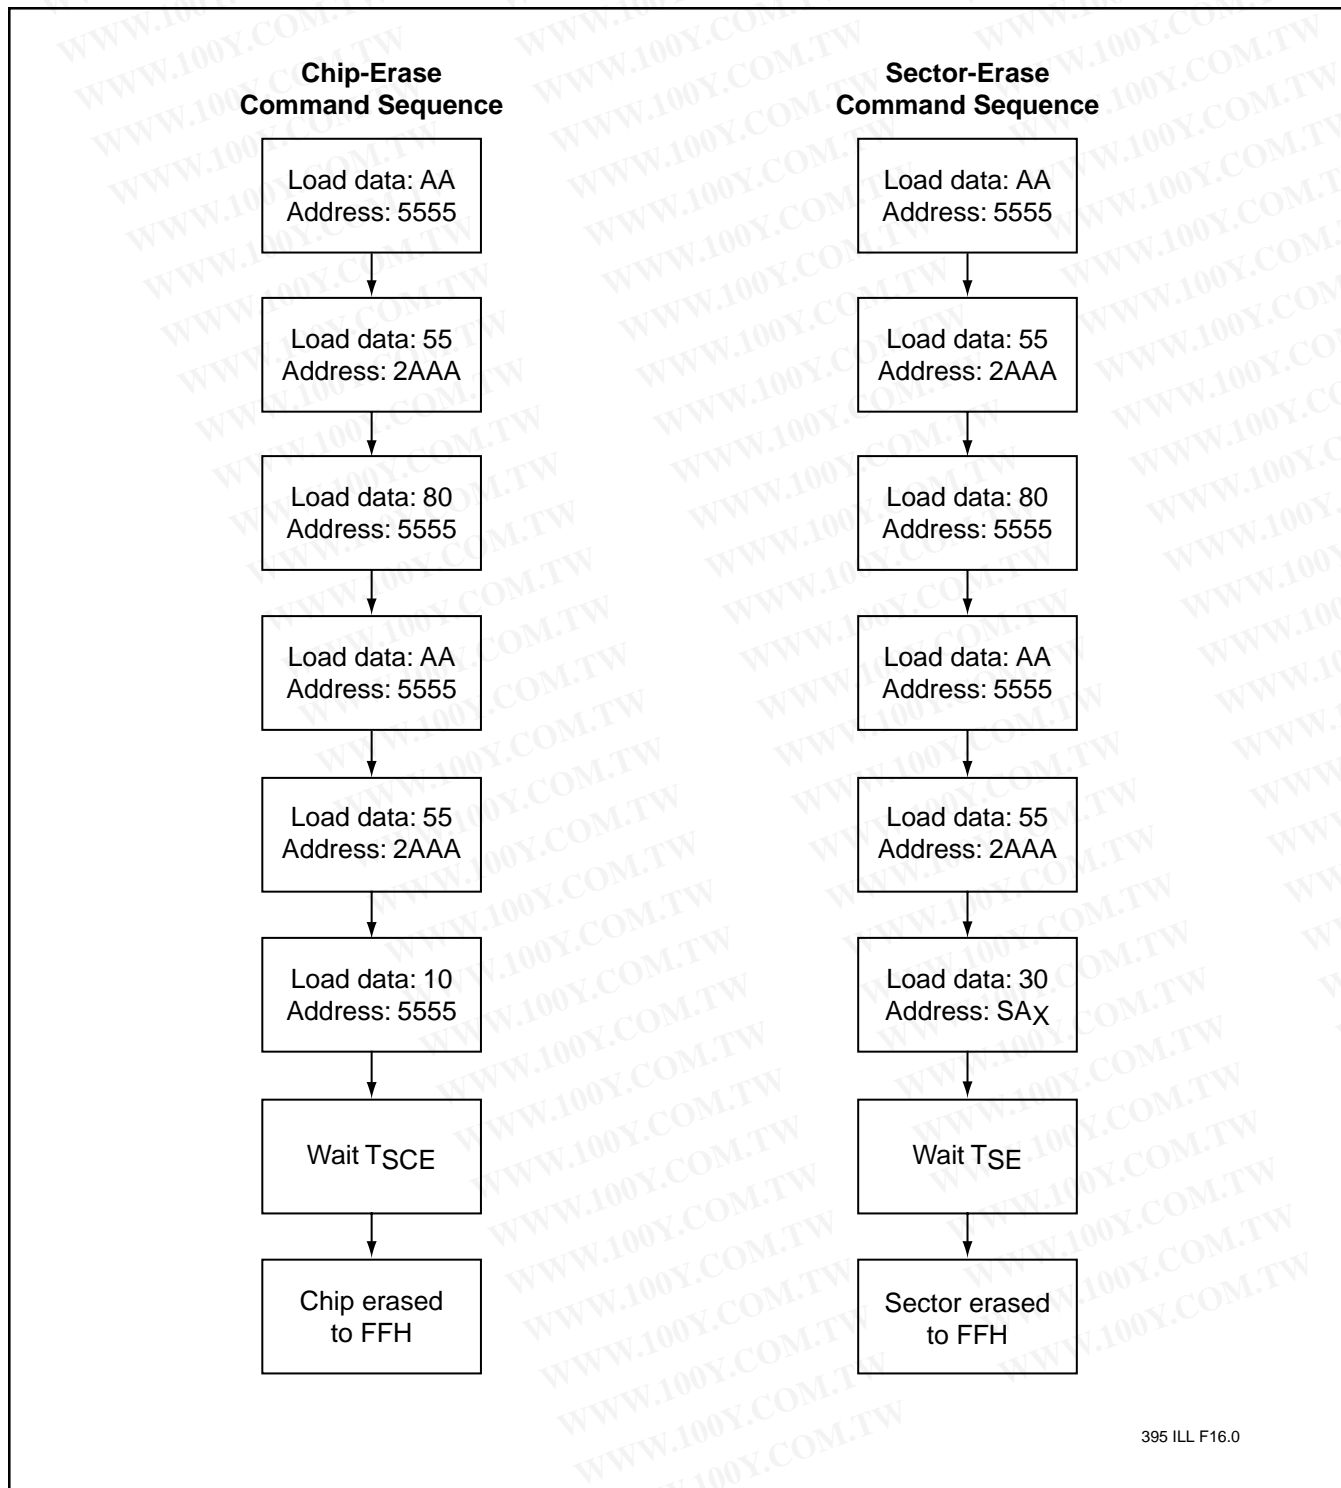 Chip-Erase
Command Sequence
Load data: AA
Address: 5555
Load data: 55
Address: 2AAA
Load data: 80
Address: 5555
Load data: AA
Address: 5555
Load data: 55
Address: 2AAA
Load data: 10
Address: 5555
Wait TSCE
Chip erased
to FFH
Sector-Erase
Command Sequence
Load data: AA
Address: 5555
Load data: 55
Address: 2AAA
Load data: 80
Address: 5555
Load data: AA
Address: 5555
Load data: 55
Address: 2AAA
Load data: 30
Address: SAX
Wait TSE
Sector erased
to FFH
395 ILL F16.0
WWW.100Y.COM.TW